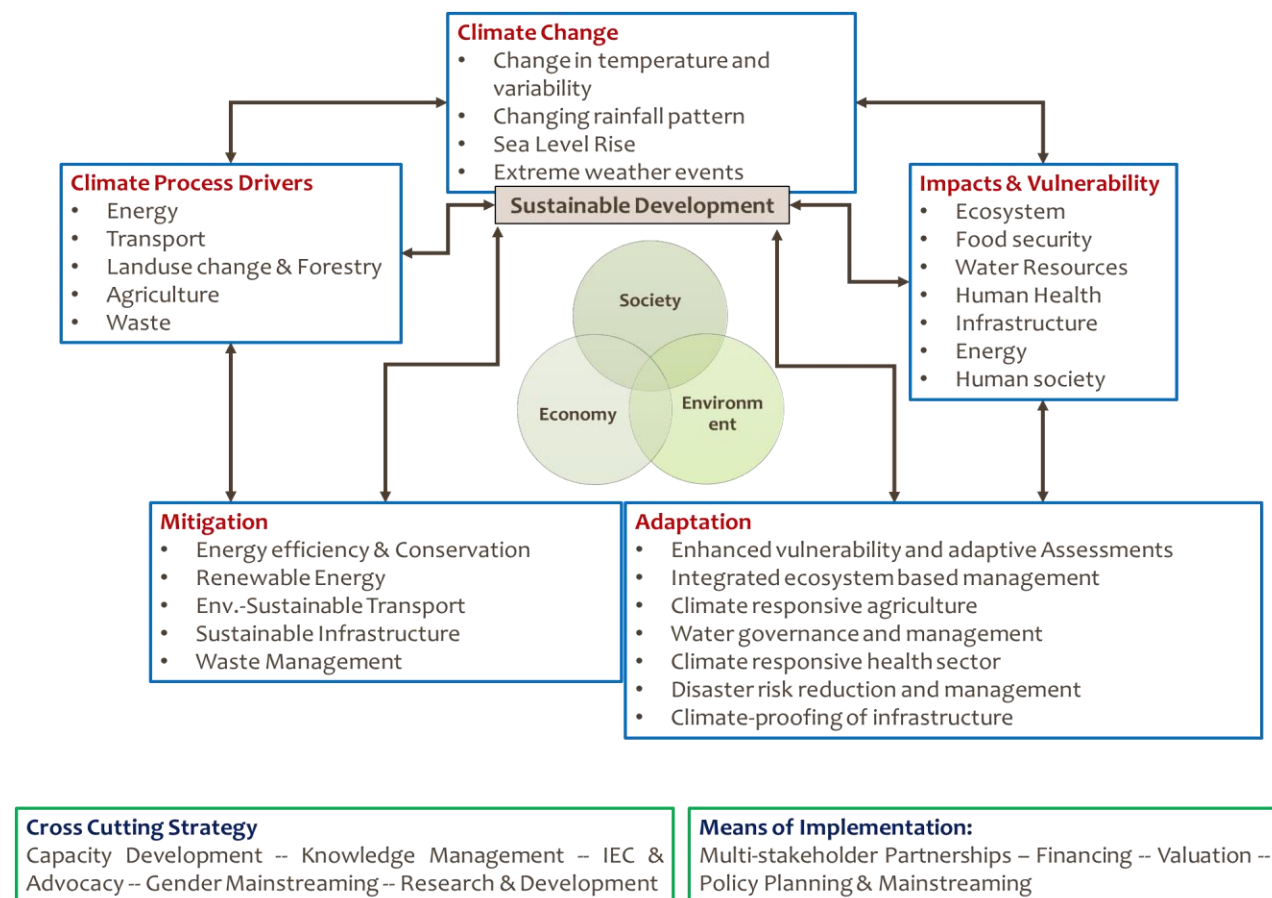 Climate Change
• Change in temperature and
variability
• Changing rainfall pattern
• Sea Level Rise
• Extreme weather events
Climate Process Drivers
• Energy
• Transport
• Landuse change & Forestry
• Agriculture
• Waste
Impacts & Vulnerability
• Ecosystem
• Food security
• Water Resources
• Human Health
• Infrastructure
• Energy
• Human society
Sustainable Development
Society
Economy
Environm
ent
Mitigation
• Energy efficiency & Conservation
• Renewable Energy
• Env.-Sustainable Transport
• Sustainable Infrastructure
• Waste Management
Adaptation
• Enhanced vulnerability and adaptive Assessments
• Integrated ecosystem based management
• Climate responsive agriculture
• Water governance and management
• Climate responsive health sector
• Disaster risk reduction and management
• Climate-proofing of infrastructure
Cross Cutting Strategy
Capacity Development -- Knowledge Management -- IEC &
Advocacy -- Gender Mainstreaming -- Research & Development
Means of Implementation:
Multi-stakeholder Partnerships – Financing -- Valuation --
Policy Planning & Mainstreaming